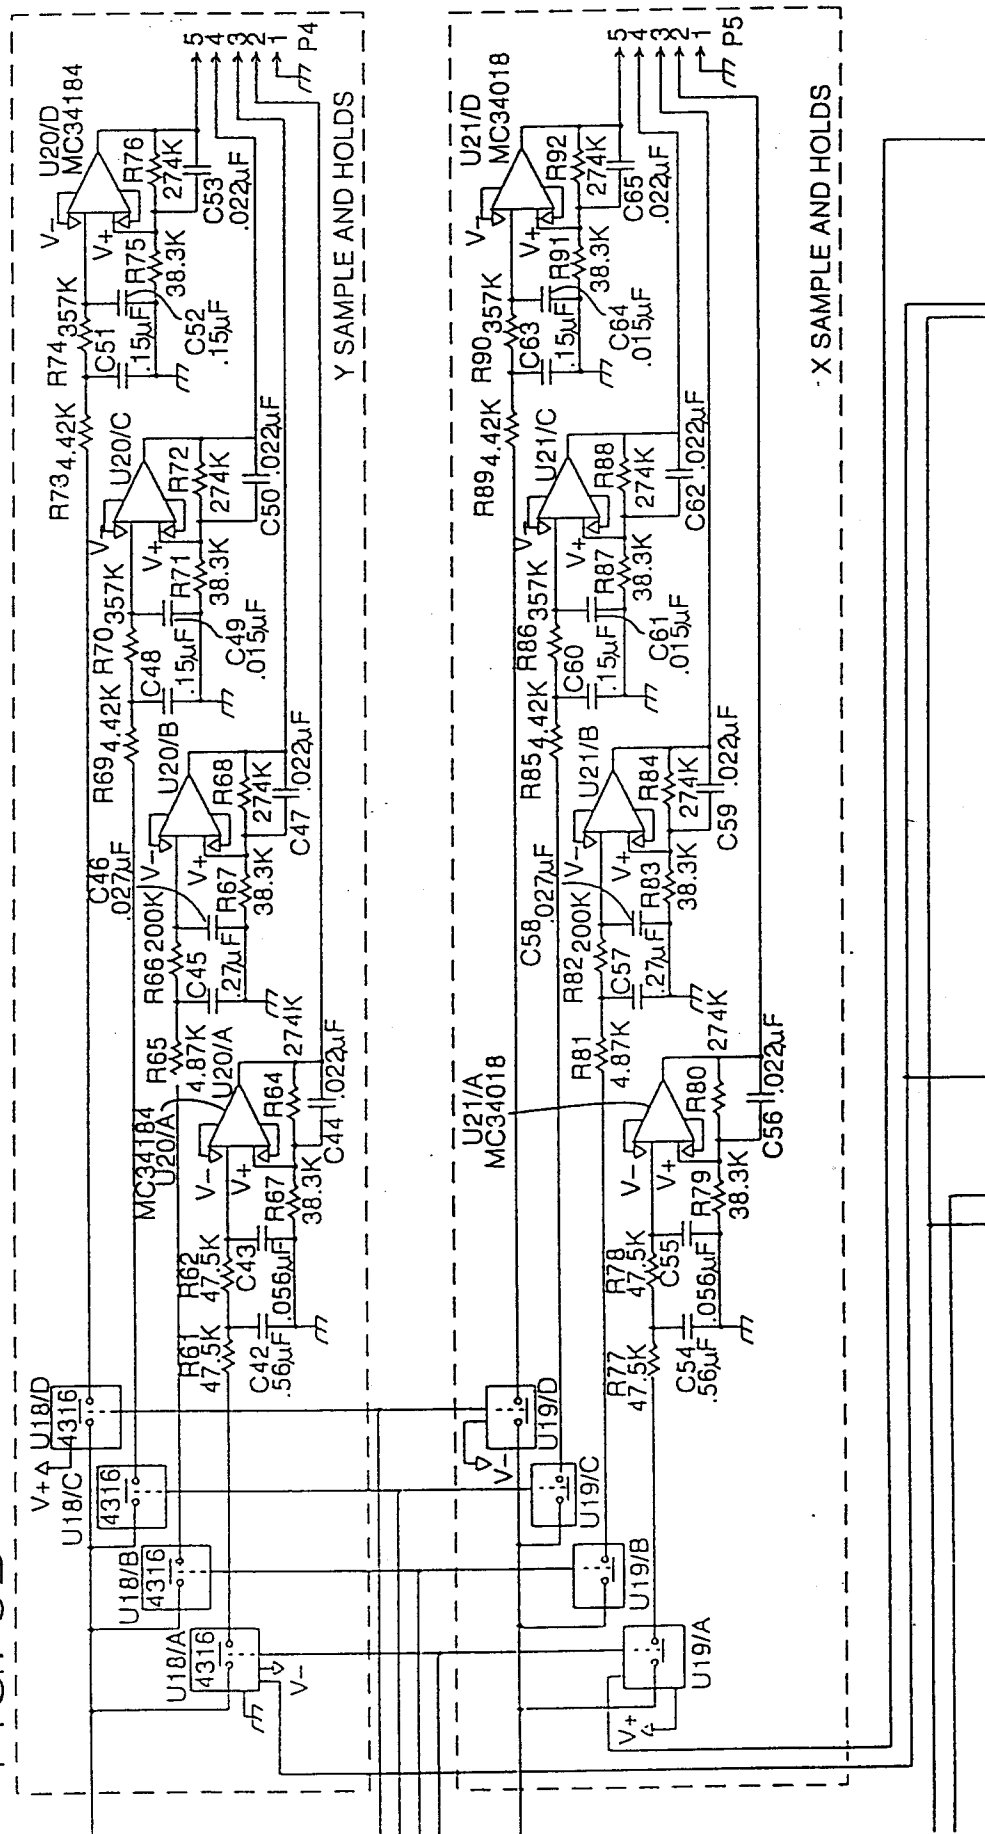 U20/D
MC34184
V-
V+
R76
274K
C53
.022µF
R75
38.3K
R74
357K
C51
.15µF
C52
.15µF
R73
4.42K
5
4
3
2
1
P4
Y SAMPLE AND HOLDS
U20/C
V
V+
R72
274K
C50
.022µF
R71
38.3K
R70
357K
C48
.15µF
C49
.015µF
R69
4.42K
U20/B
V-
V+
R68
274K
C47
.022µF
R67
38.3K
C46
.027µF
R66
200K
C45
.27µF
R65
4.87K
U20/A
MC34184
U20/A
V-
V+
R64
274K
C44
.022µF
R67
38.3K
R62
47.5K
C43
.056µF
R61
47.5K
C42
.56µF
U18/D
4316
V+
U18/C
4316
U18/B
4316
U18/A
4316
V-
U21/D
MC34018
V-
V+
R92
274K
C65
.022µF
R91
38.3K
R90
357K
C63
.15µF
C64
.015µF
R89
4.42K
5
4
3
2
1
P5
X SAMPLE AND HOLDS
U21/C
V
V+
R88
274K
C62
.022µF
R87
38.3K
R86
357K
C60
.15µF
C61
.015µF
R85
4.42K
U21/B
V-
V+
R84
274K
C59
.022µF
R83
38.3K
C58
.027µF
R82
200K
C57
.27µF
R81
4.87K
U21/A
MC34018
V-
V+
R80
274K
C56
.022µF
R79
38.3K
R78
47.5K
C55
.056µF
R77
47.5K
C54
.56µF
U19/D
V-
U19/C
U19/B
U19/A
V+